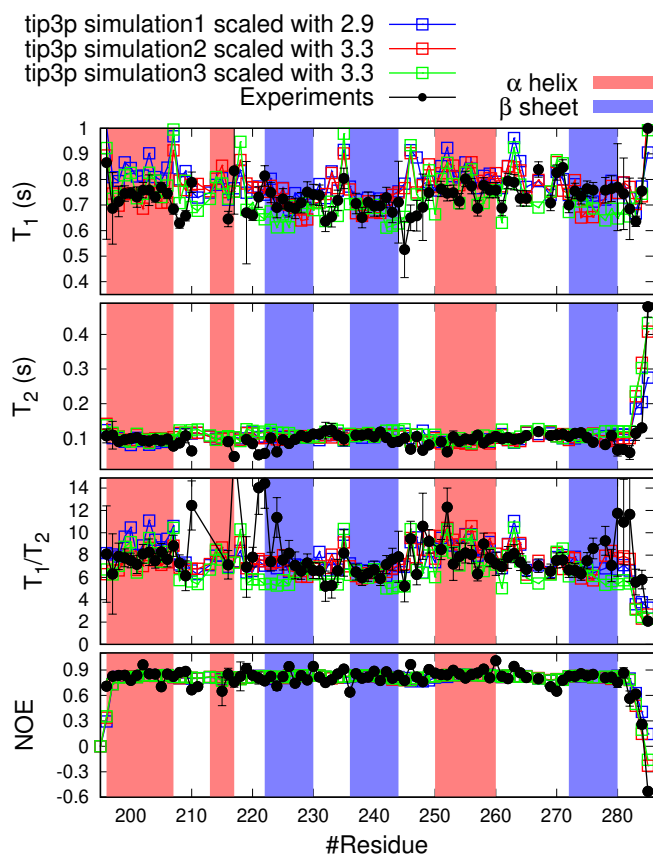 tip3p simulation1 scaled with 2.9
tip3p simulation2 scaled with 3.3
tip3p simulation3 scaled with 3.3
Experiments
α helix
β sheet
T1 (s)
1
0.9
0.8
0.7
0.6
0.5
0.4
T2 (s)
0.4
0.3
0.2
0.1
T1/T2
14
12
10
8
6
4
2
0
NOE
0.9
0.6
0.3
0
-0.3
-0.6
200 210 220 230 240 250 260 270 280
#Residue